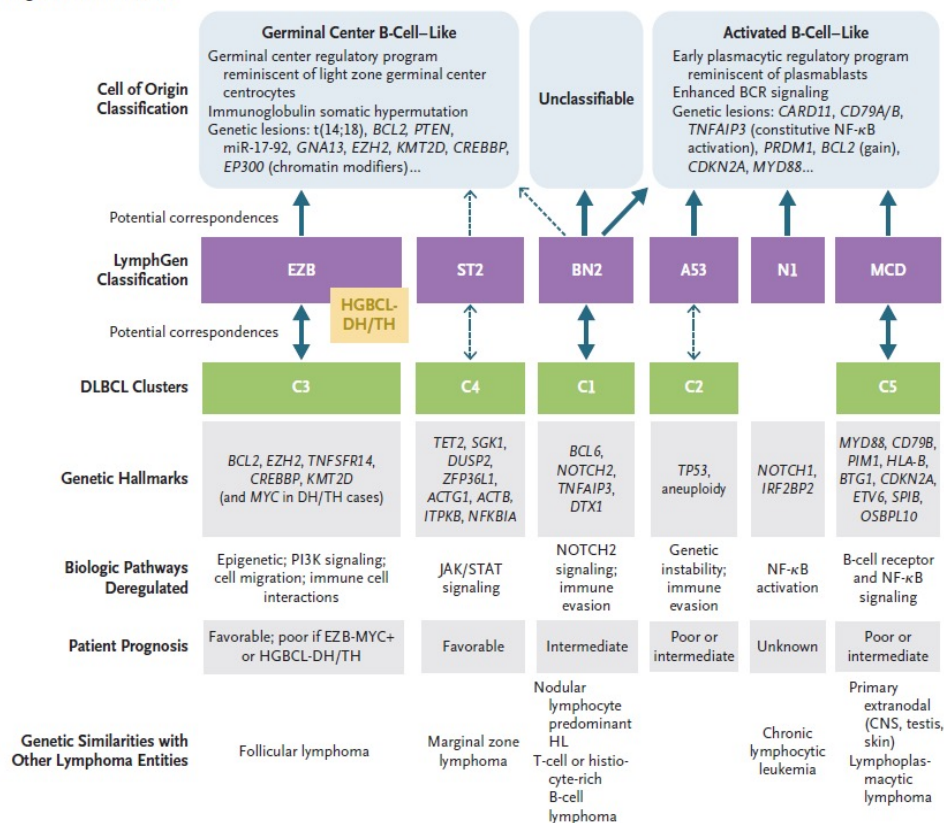 Germinal Center B-Cell–Like
Germinal center regulatory program
reminiscent of light zone germinal center
centrocytes
Immunoglobulin somatic hypermutation
Genetic lesions: t(14;18), BCL2, PTEN,
miR-17-92, GNA13, EZH2, KMT2D, CREBBP,
EP300 (chromatin modifiers)...
Cell of Origin
Classification
Unclassifiable
Activated B-Cell–Like
Early plasmacytic regulatory program
reminiscent of plasmablasts
Enhanced BCR signaling
Genetic lesions: CARD11, CD79A/B,
TNFAIP3 (constitutive NF-κB
activation), PRDM1, BCL2 (gain),
CDKN2A, MYD88...
Potential correspondences
LymphGen
Classification
EZB
ST2
BN2
A53
N1
MCD
HGBCL-
DH/TH
Potential correspondences
DLBCL Clusters
C3
C4
C1
C2
C5
Genetic Hallmarks
BCL2, EZH2, TNFSFR14,
CREBBP, KMT2D
(and MYC in DH/TH cases)
TET2, SGK1,
DUSP2,
ZFP36L1,
ACTG1, ACTB,
ITPKB, NFKBIA
BCL6,
NOTCH2,
TNFAIP3,
DTX1
TP53,
aneuploidy
NOTCH1,
IRF2BP2
MYD88, CD79B,
PIM1, HLA-B,
BTG1, CDKN2A,
ETV6, SPIB,
OSBPL10
Biologic Pathways
Deregulated
Epigenetic; PI3K signaling;
cell migration; immune cell
interactions
JAK/STAT
signaling
NOTCH2
signaling;
immune
evasion
Genetic
instability;
immune
evasion
NF-κB
activation
B-cell receptor
and NF-κB
signaling
Patient Prognosis
Favorable; poor if EZB-MYC+
or HGBCL-DH/TH
Favorable
Intermediate
Poor or
intermediate
Unknown
Poor or
intermediate
Genetic Similarities with
Other Lymphoma Entities
Follicular lymphoma
Marginal zone
lymphoma
Nodular
lymphocyte
predominant
HL
T-cell or histio-
cyte-rich
B-cell
lymphoma
Chronic
lymphocytic
leukemia
Primary
extranodal
(CNS, testis,
skin)
Lymphoplas-
macytic
lymphoma